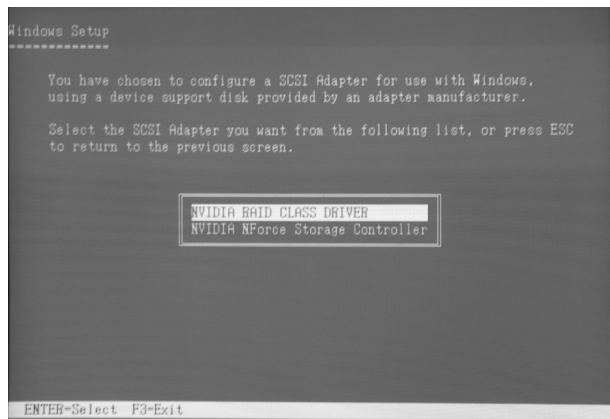 Windows Setup
You have chosen to configure a SCSI Adapter for use with Windows,
using a device support disk provided by an adapter manufacturer.
Select the SCSI Adapter you want from the following list, or press ESC
to return to the previous screen.
NVIDIA RAID CLASS DRIVER
NVIDIA NForce Storage Controller
ENTER=Select F3=Exit